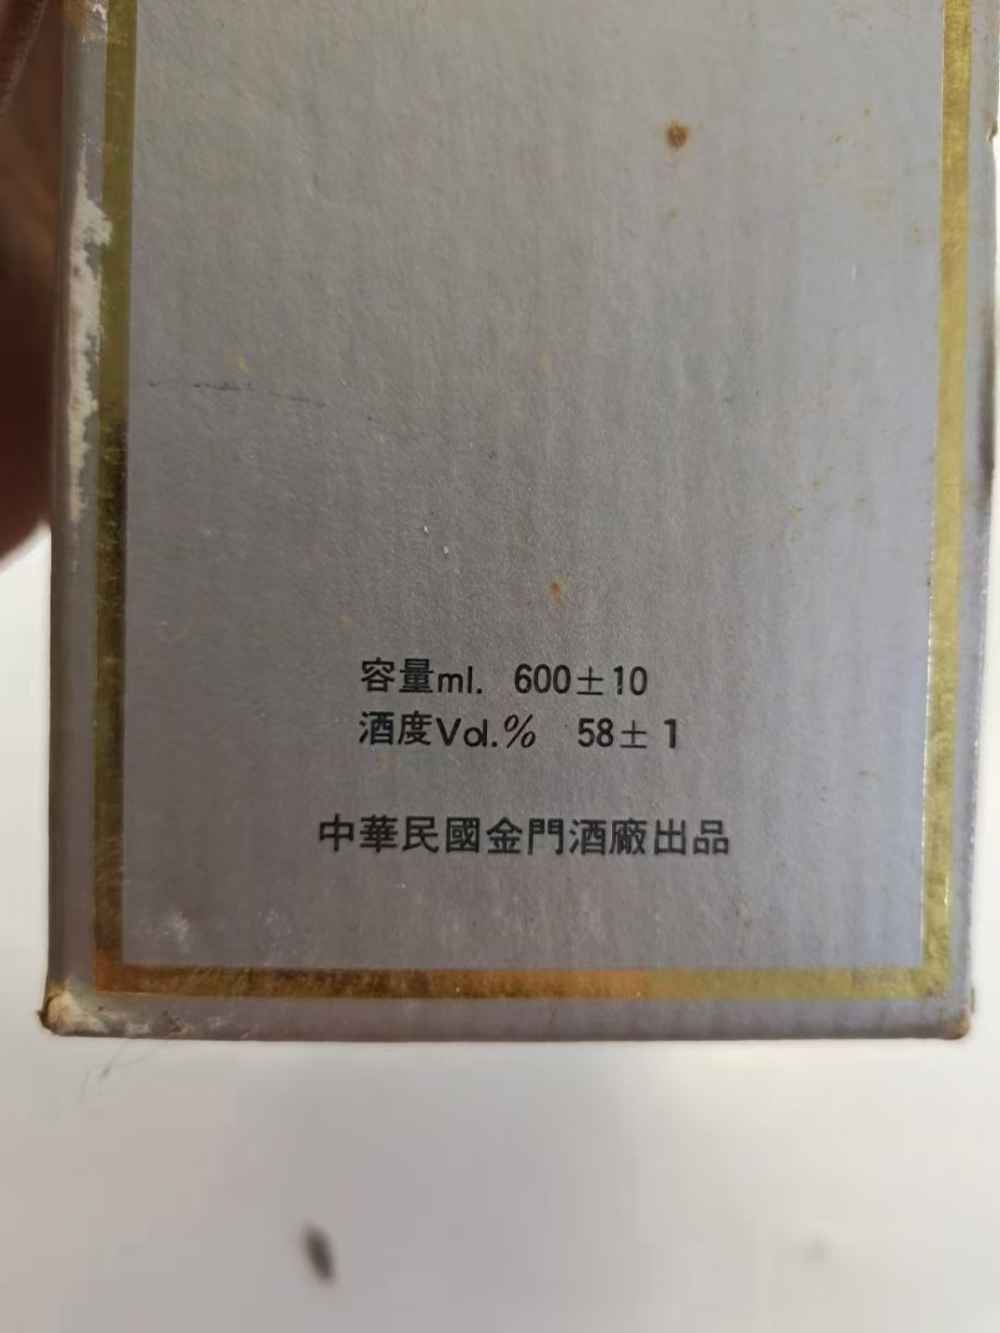 容量ml. 600±10
酒度Vol.% 58±1
中華民國金門酒廠出品